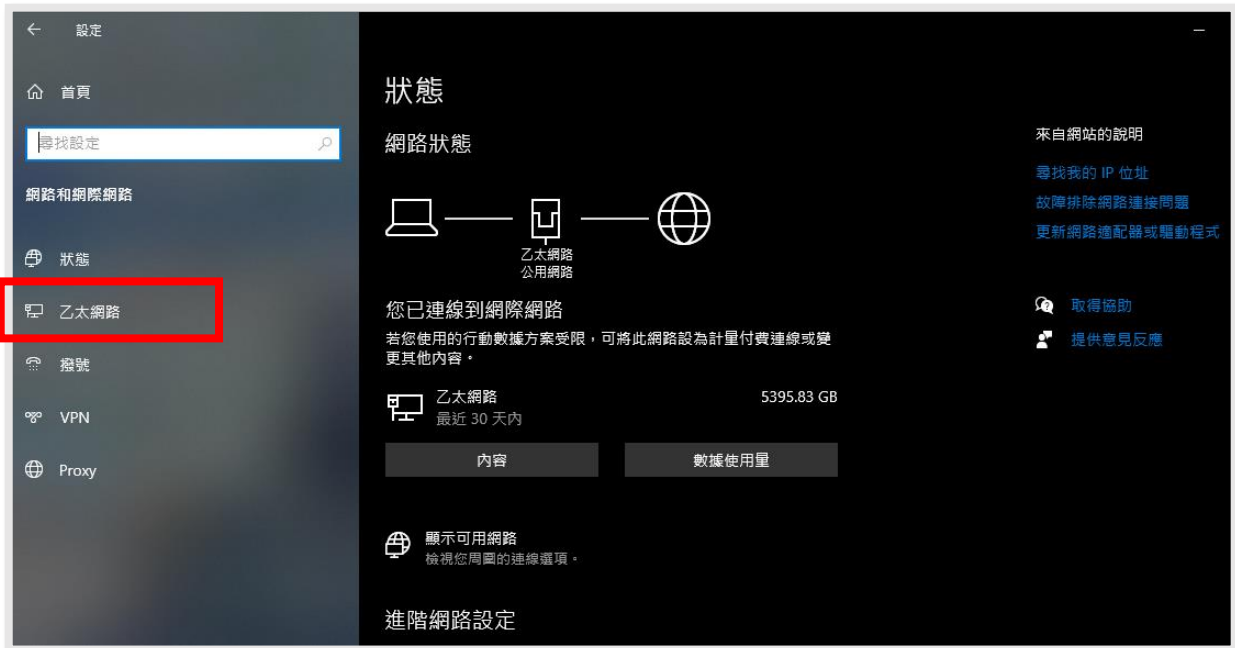 設定
首頁
尋找設定
網路和網際網路
狀態
乙太網路
撥號
VPN
Proxy
狀態
網路狀態
乙太網路
公用網路
您已連線到網際網路
若您使用的行動數據方案受限，可將此網路設為計量付費連線或變
更其他內容。
乙太網路
5395.83 GB
最近 30 天內
內容
數據使用量
顯示可用網路
檢視您周圍的連線選項。
進階網路設定
來自網站的說明
尋找我的 IP 位址
故障排除網路連接問題
更新網路適配器或驅動程式
取得協助
提供意見反應